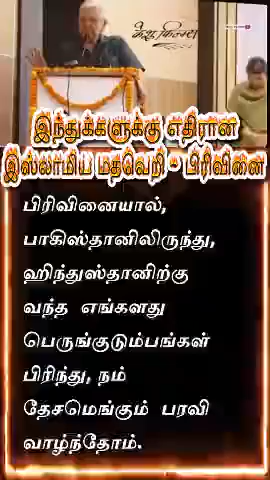 இந்துக்களுக்கு எதிரான
இஸ்லாமிய மதவெறி - பிரிவினை
பிரிவினையால்,
பாகிஸ்தானிலிருந்து,
ஹிந்துஸ்தானிற்கு
வந்த எங்களது
பெருங்குடும்பங்கள்
பிரிந்து, நம்
தேசமெங்கும் பரவி
வாழ்ந்தோம்.